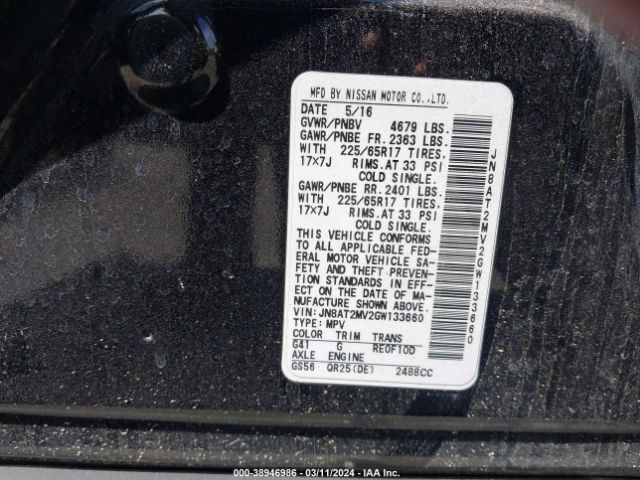 MFD BY NISSAN MOTOR CO.,LTD.
DATE 5/16
GVWR/PNBV 4679 LBS.
GAWR/PNBE FR. 2363 LBS.
WITH 225/65R17 TIRES,
17×7J RIMS.AT 33 PSI
COLD SINGLE.
GAWR/PNBE RR. 2401 LBS.
WITH 225/65R17 TIRES,
17×7J RIMS.AT 33 PSI
COLD SINGLE.
THIS VEHICLE CONFORMS
TO ALL APPLICABLE FED-
ERAL MOTOR VEHICLE SA-
FETY AND THEFT PREVEN-
TION STANDARDS IN EFF-
ECT ON THE DATE OF MA-
NUFACTURE SHOWN ABOVE.
VIN: JN8AT2MV2GW133660
TYPE: MPV
COLOR TRIM TRANS
G41 G RE0F10D
AXLE ENGINE
GS56 QR25(DE) 2488CC
JN8AT2MV2GW133660
000-38946986 - 03/11/2024 - IAA Inc.